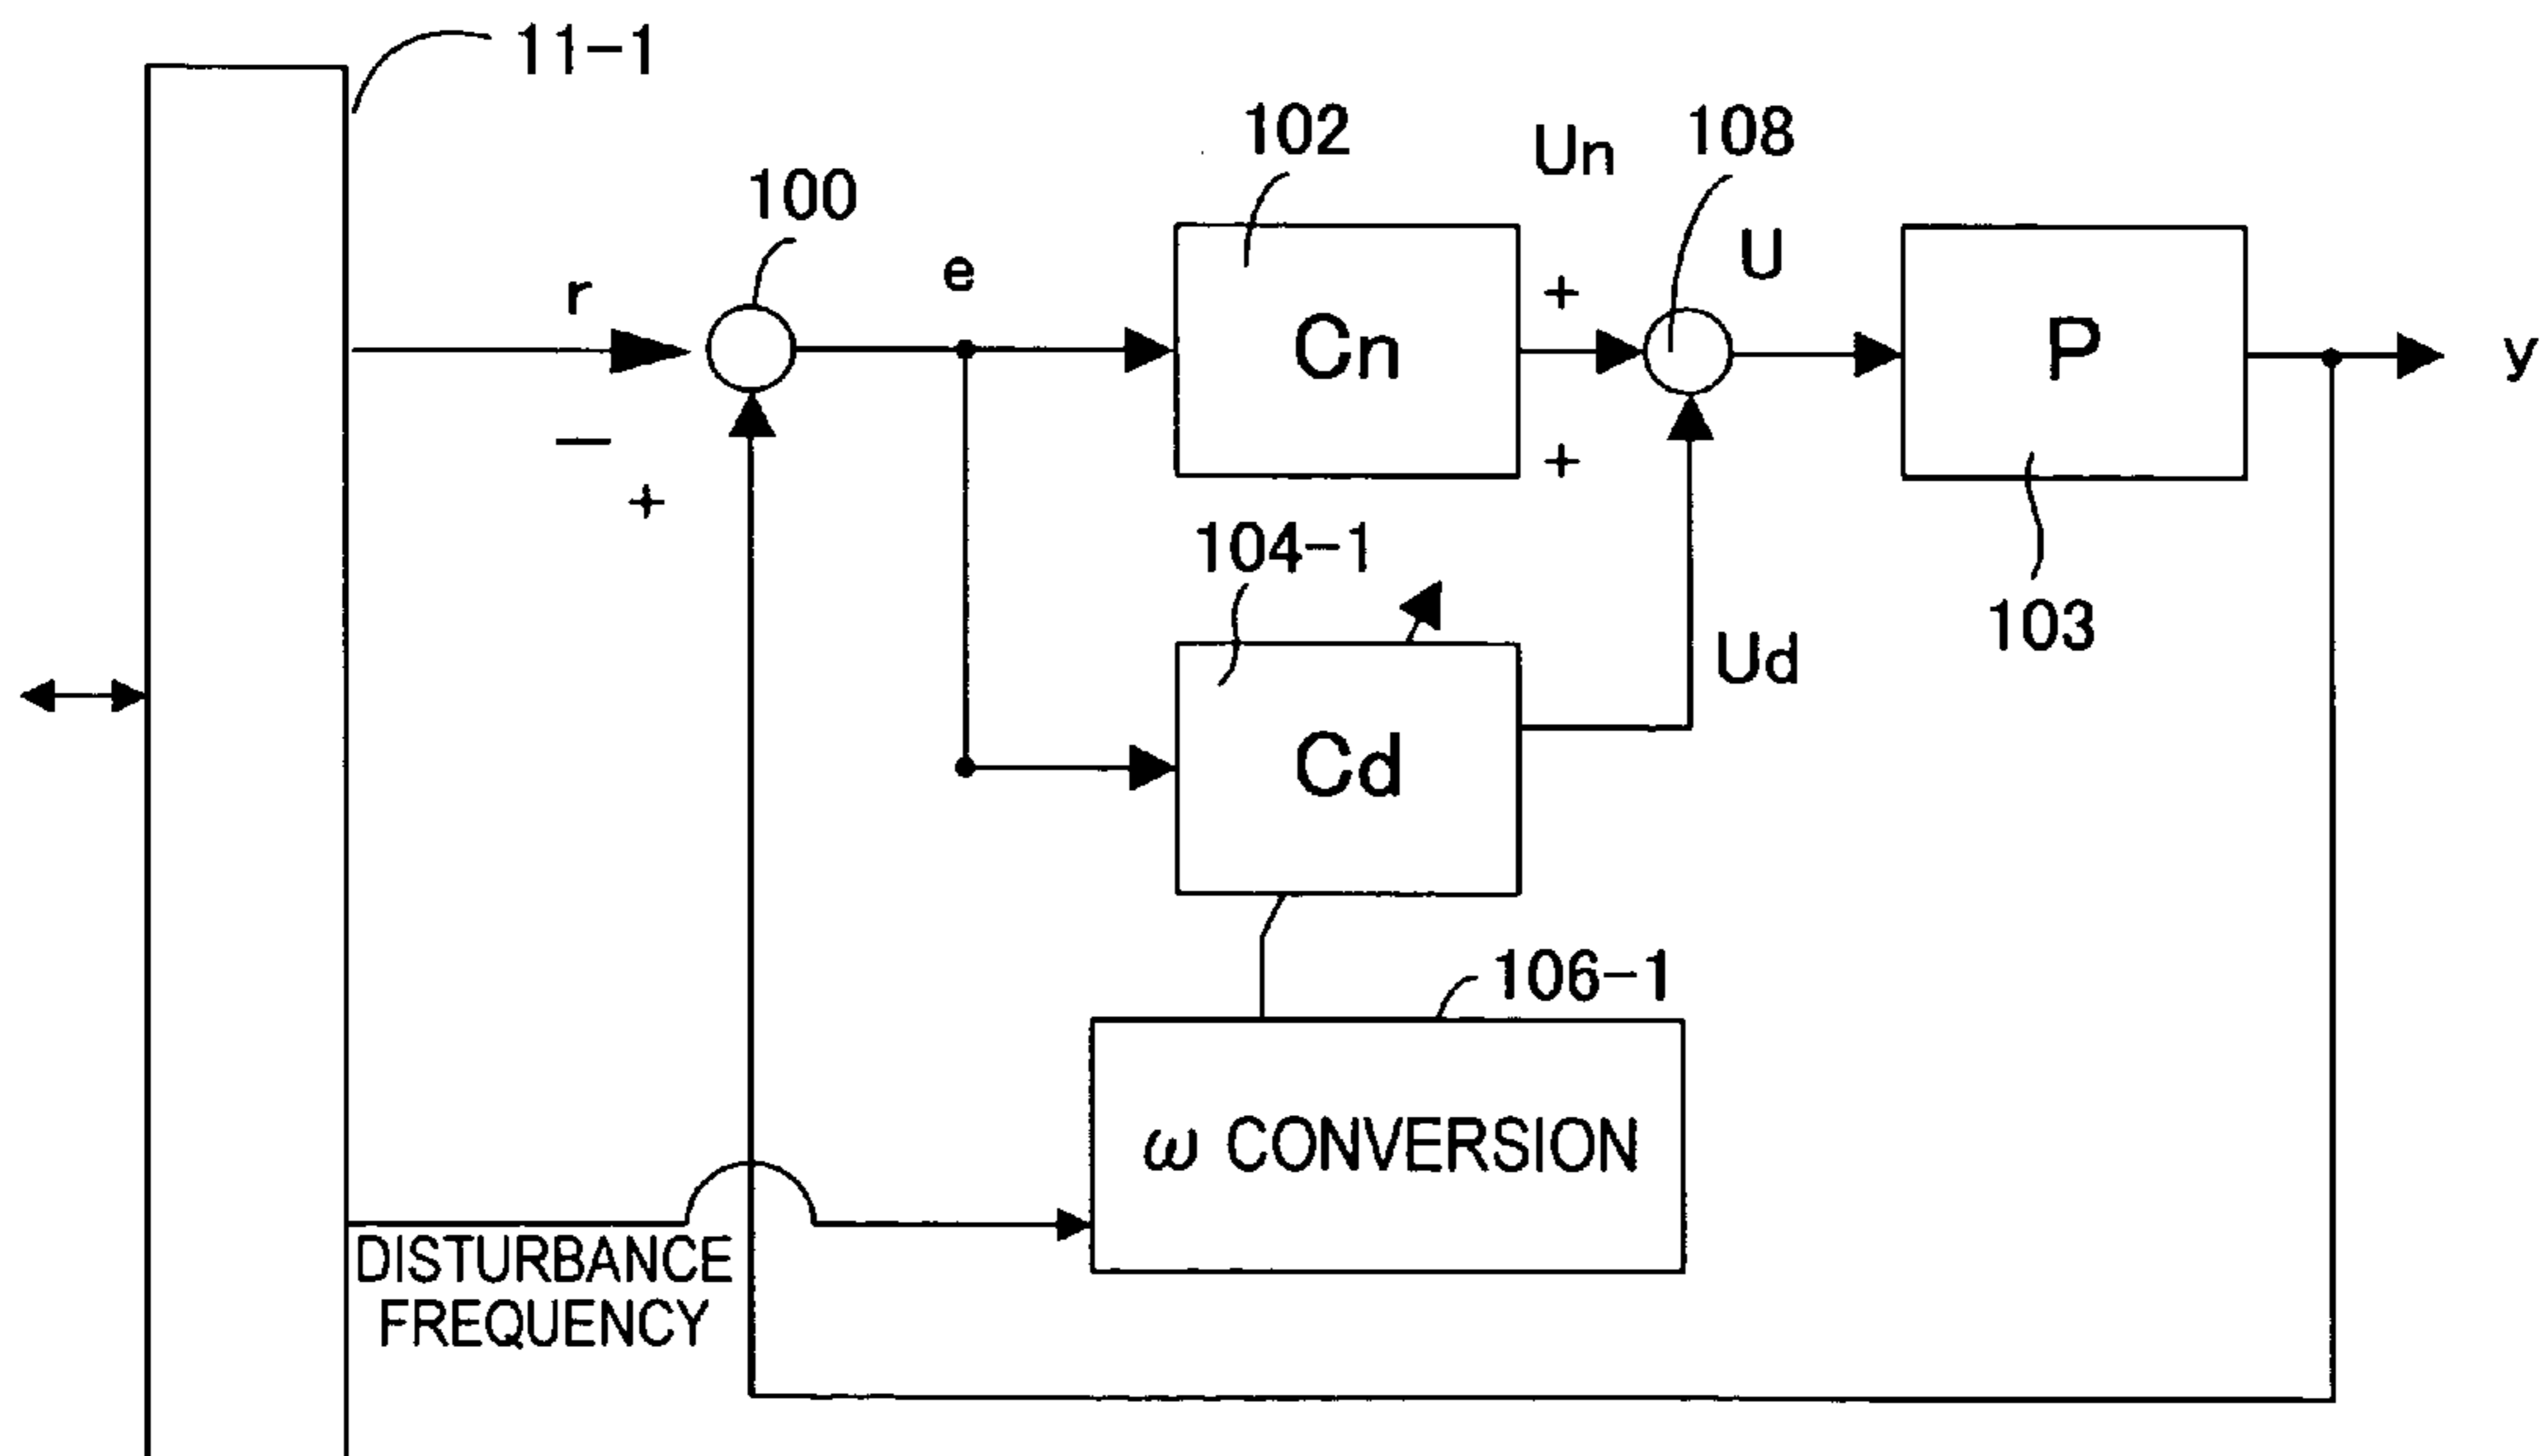 11-1
102
Un
108
100
r
e
+
U
Cn
P
y
−
+
+
104-1
103
Ud
Cd
106-1
ω CONVERSION
DISTURBANCE
FREQUENCY